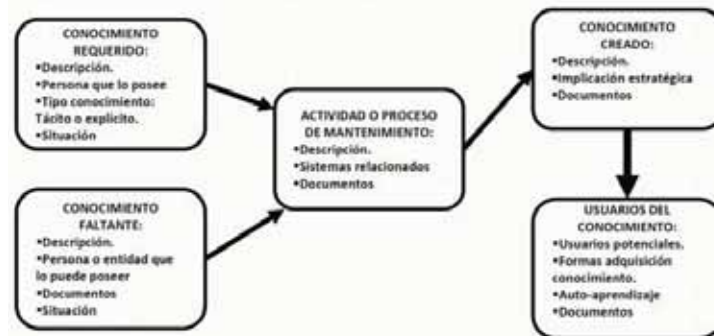 CONOCIMIENTO
REQUERIDO:
▪Descripción.
▪Persona que lo posee
▪Tipo conocimiento:
Tácito o explícito.
▪Situación
CONOCIMIENTO
FALTANTE:
▪Descripción.
▪Persona o entidad que
lo puede poseer
▪Documentos
▪Situación
ACTIVIDAD O PROCESO
DE MANTENIMIENTO:
▪Descripción.
▪Sistemas relacionados
▪Documentos
CONOCIMIENTO
CREADO:
▪Descripción.
▪Implicación estratégica
▪Documentos
USUARIOS DEL
CONOCIMIENTO:
▪Usuarios potenciales.
▪Formas adquisición
conocimiento.
▪Auto-aprendizaje
▪Documentos